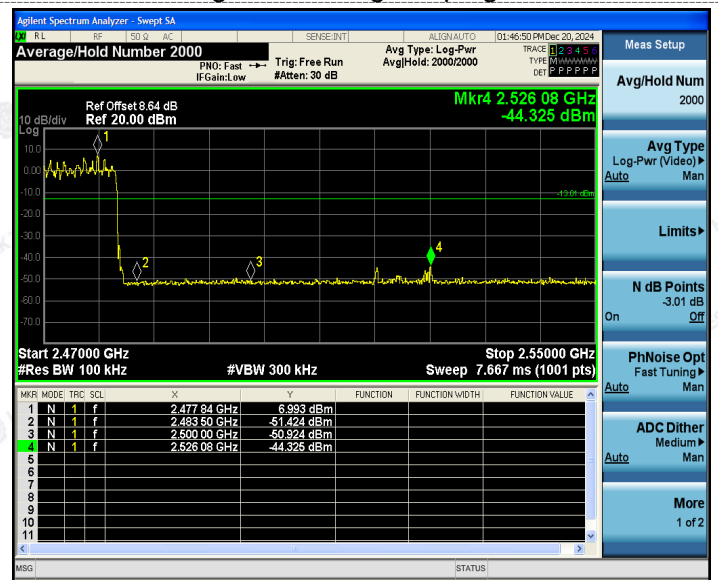 Agilent Spectrum Analyzer - Swept SA
LXI RL RF 50 Ω AC SENSE:INT ALIGNAUTO 01:46:50 PM Dec 20, 2024
Average/Hold Number 2000
PNO: Fast
IFGain:Low
Trig: Free Run
#Atten: 30 dB
Avg Type: Log-Pwr
Avg|Hold: 2000/2000
TRACE 1 2 3 4 5 6
TYPE MWWWWW
DET P P P P P P
Ref Offset 8.64 dB
Ref 20.00 dBm
10 dB/div
Log
Mkr4 2.526 08 GHz
-44.325 dBm
10.0
0.00
-10.0
-20.0
-30.0
-40.0
-50.0
-60.0
-70.0
-13.01 dBm
1
2
3
4
Start 2.47000 GHz
#Res BW 100 kHz
#VBW 300 kHz
Stop 2.55000 GHz
Sweep 7.667 ms (1001 pts)
MKR MODE TRC SCL X Y FUNCTION FUNCTION WIDTH FUNCTION VALUE
1 N 1 f 2.477 84 GHz 6.993 dBm
2 N 1 f 2.483 50 GHz -51.424 dBm
3 N 1 f 2.500 00 GHz -50.924 dBm
4 N 1 f 2.526 08 GHz -44.325 dBm
5
6
7
8
9
10
11
MSG STATUS
Meas Setup
Avg/Hold Num
2000
Avg Type
Log-Pwr (Video)
Auto Man
Limits
N dB Points
-3.01 dB
On Off
PhNoise Opt
Fast Tuning
Auto Man
ADC Dither
Medium
Auto Man
More
1 of 2